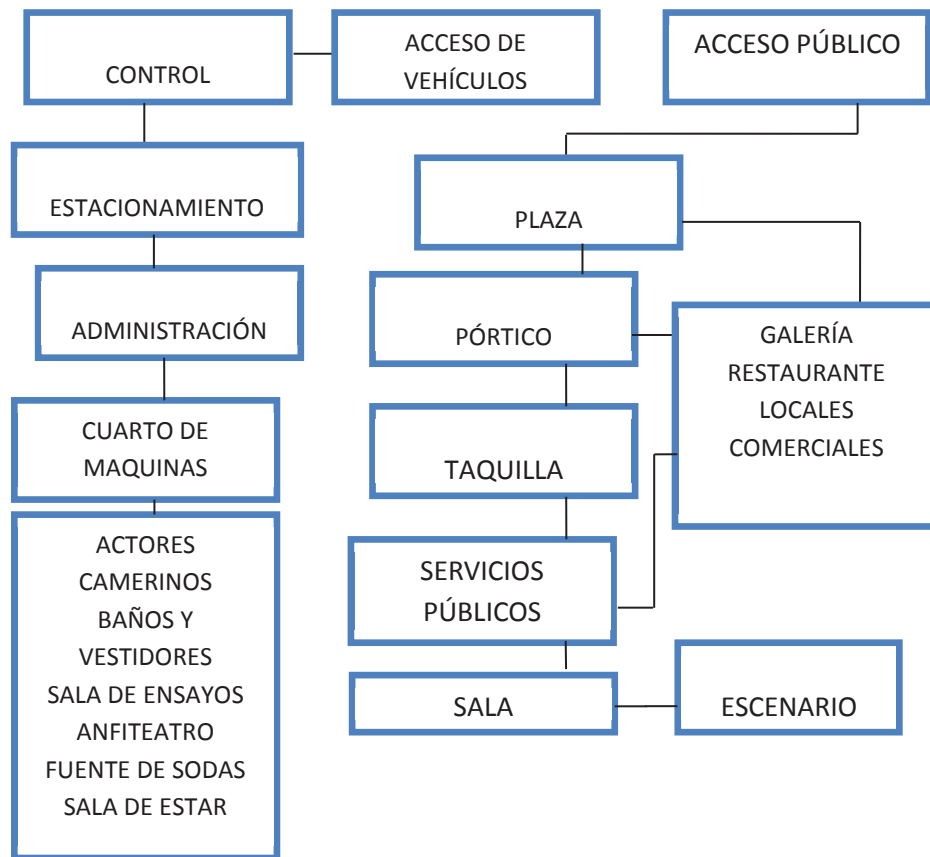 CONTROL
ACCESO DE
VEHÍCULOS
ACCESO PÚBLICO
ESTACIONAMIENTO
PLAZA
ADMINISTRACIÓN
PÓRTICO
GALERÍA
RESTAURANTE
LOCALES
COMERCIALES
CUARTO DE
MAQUINAS
TAQUILLA
ACTORES
CAMERINOS
BAÑOS Y
VESTIDORES
SALA DE ENSAYOS
ANFITEATRO
FUENTE DE SODAS
SALA DE ESTAR
SERVICIOS
PÚBLICOS
SALA
ESCENARIO